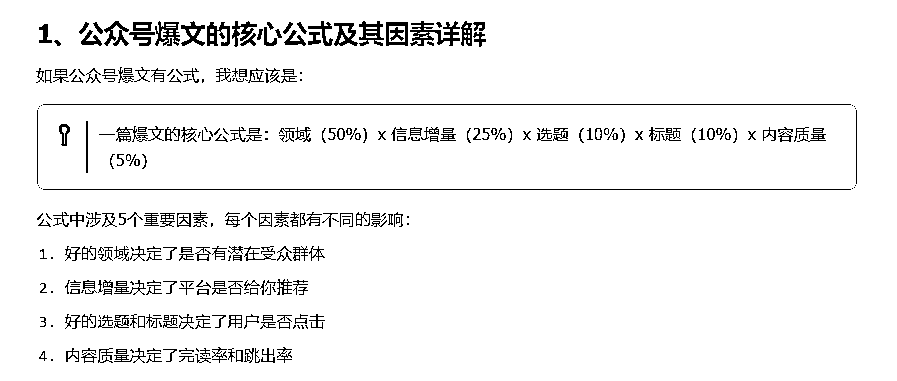 1、公众号爆文的核心公式及其因素详解
如果公众号爆文有公式，我想应该是：
一篇爆文的核心公式是：领域（50%）x 信息增量（25%）x 选题（10%）x 标题（10%）x 内容质量
（5%）
公式中涉及5个重要因素，每个因素都有不同的影响：
1. 好的领域决定了是否有潜在受众群体
2. 信息增量决定了平台是否给你推荐
3. 好的选题和标题决定了用户是否点击
4. 内容质量决定了完读率和跳出率